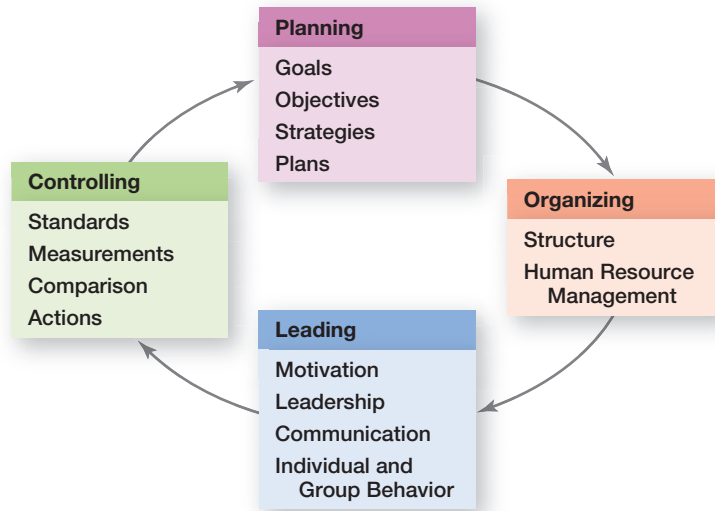 Planning
Goals
Objectives
Strategies
Plans
Organizing
Structure
Human Resource
Management
Leading
Motivation
Leadership
Communication
Individual and
Group Behavior
Controlling
Standards
Measurements
Comparison
Actions